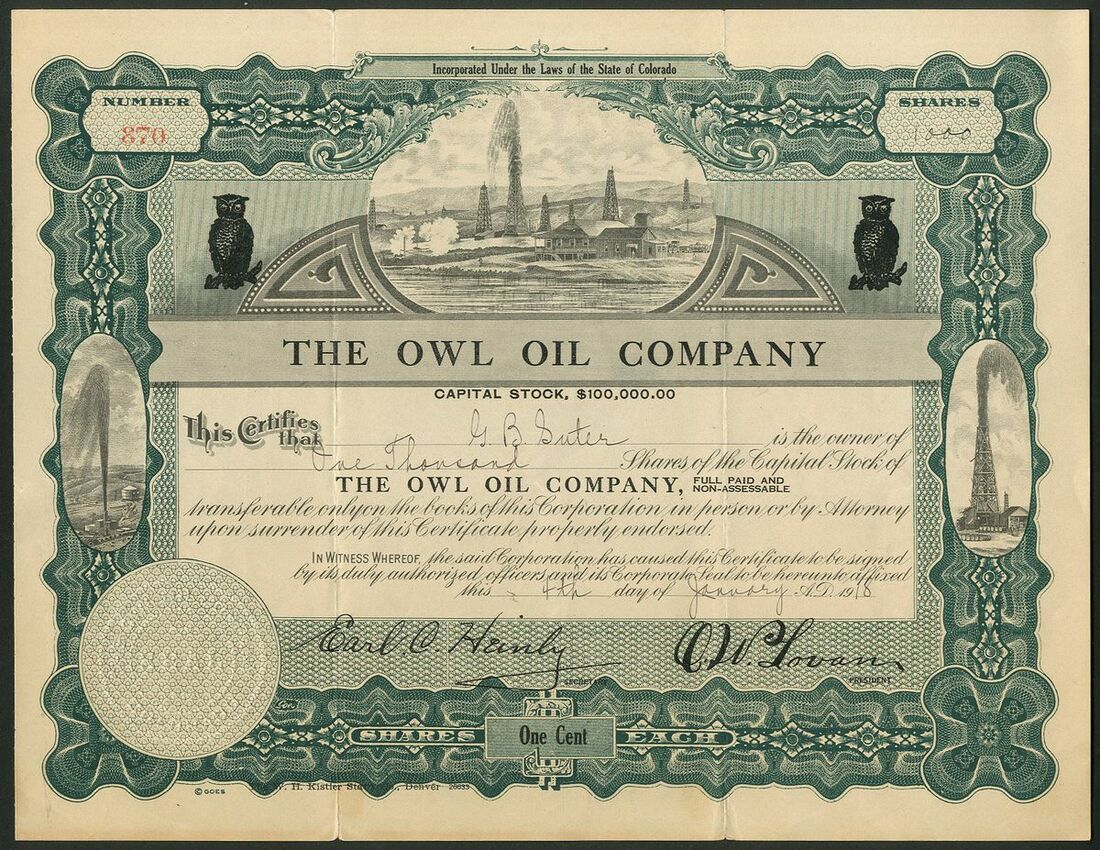 Incorporated Under the Laws of the State of Colorado
NUMBER
870
SHARES
000
THE OWL OIL COMPANY
CAPITAL STOCK, $100,000.00
This Certifies that G. B. Suter is the owner of
One Thousand Shares of the Capital Stock of
THE OWL OIL COMPANY, FULL PAID AND NON-ASSESSABLE
transferable only on the books of this Corporation in person or by Attorney
upon surrender of this Certificate properly endorsed.
IN WITNESS WHEREOF, the said Corporation has caused this Certificate to be signed
by its duly authorized officers and its Corporate Seal to be hereunto affixed
this 4th day of January A.D. 1918
Earl. C. Heinly
SECRETARY
PRESIDENT
SHARES One Cent EACH
© GOES
W. H. Kistler Denver 26633